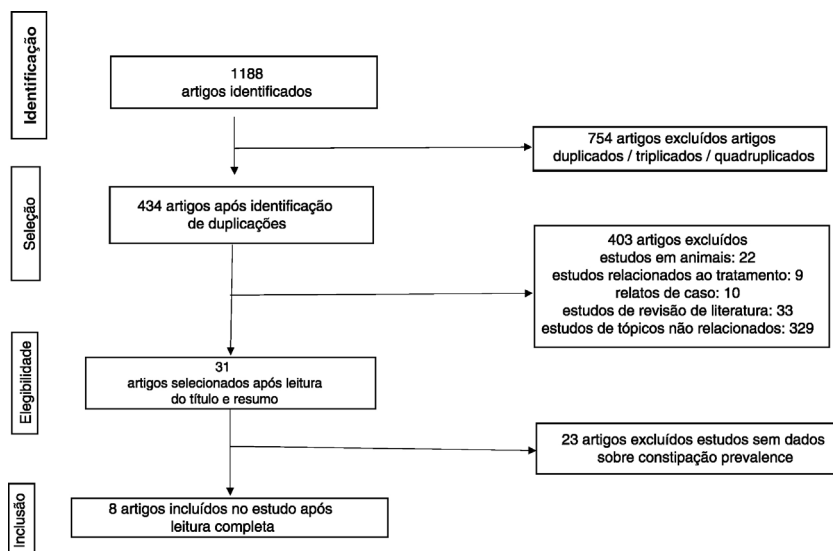 Identificação
1188
artigos identificados
754 artigos excluídos artigos
duplicados / triplicados / quadruplicados
Seleção
434 artigos após identificação
de duplicações
403 artigos excluídos
estudos em animais: 22
estudos relacionados ao tratamento: 9
relatos de caso: 10
estudos de revisão de literatura: 33
estudos de tópicos não relacionados: 329
Elegibilidade
31
artigos selecionados após leitura
do título e resumo
23 artigos excluídos estudos sem dados
sobre constipação prevalence
Inclusão
8 artigos incluídos no estudo após
leitura completa